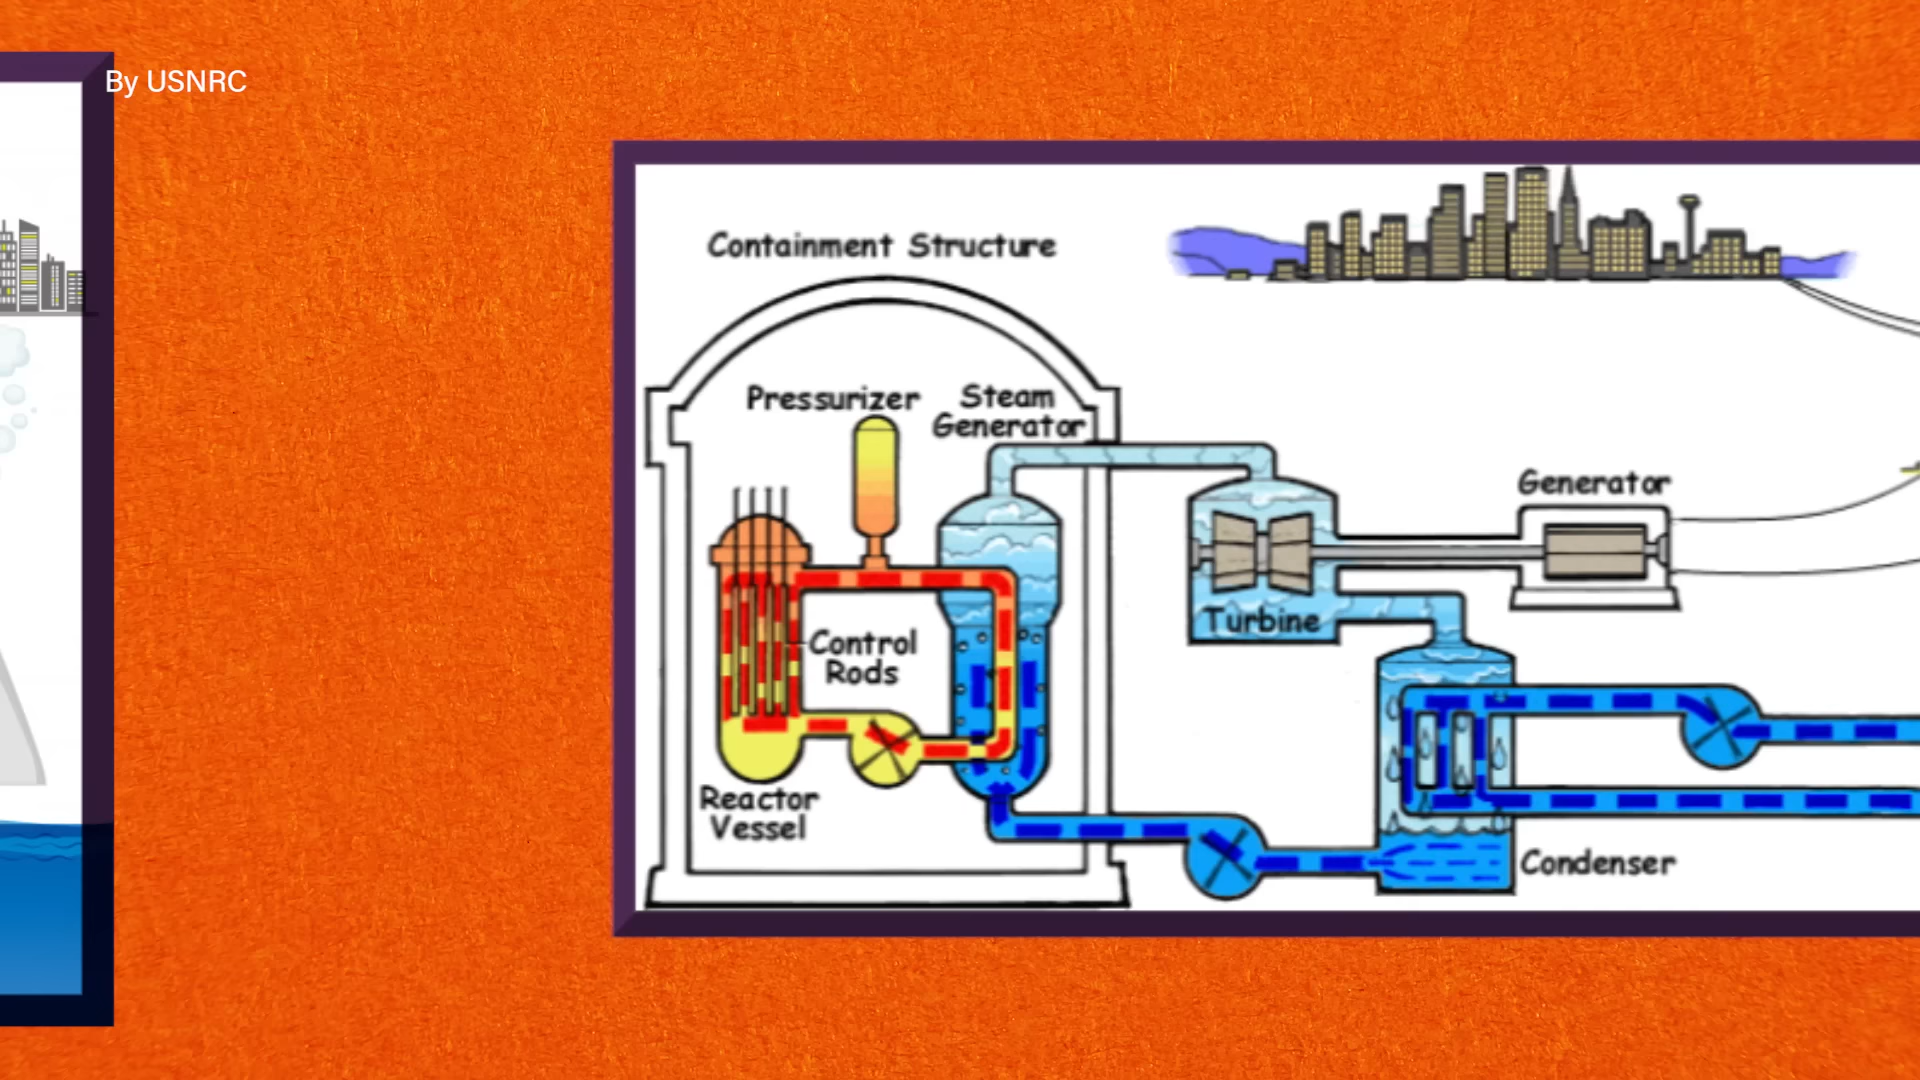 By USNRC
Containment Structure
Pressurizer
Steam
Generator
Generator
Turbine
Control
Rods
Reactor
Vessel
Condenser